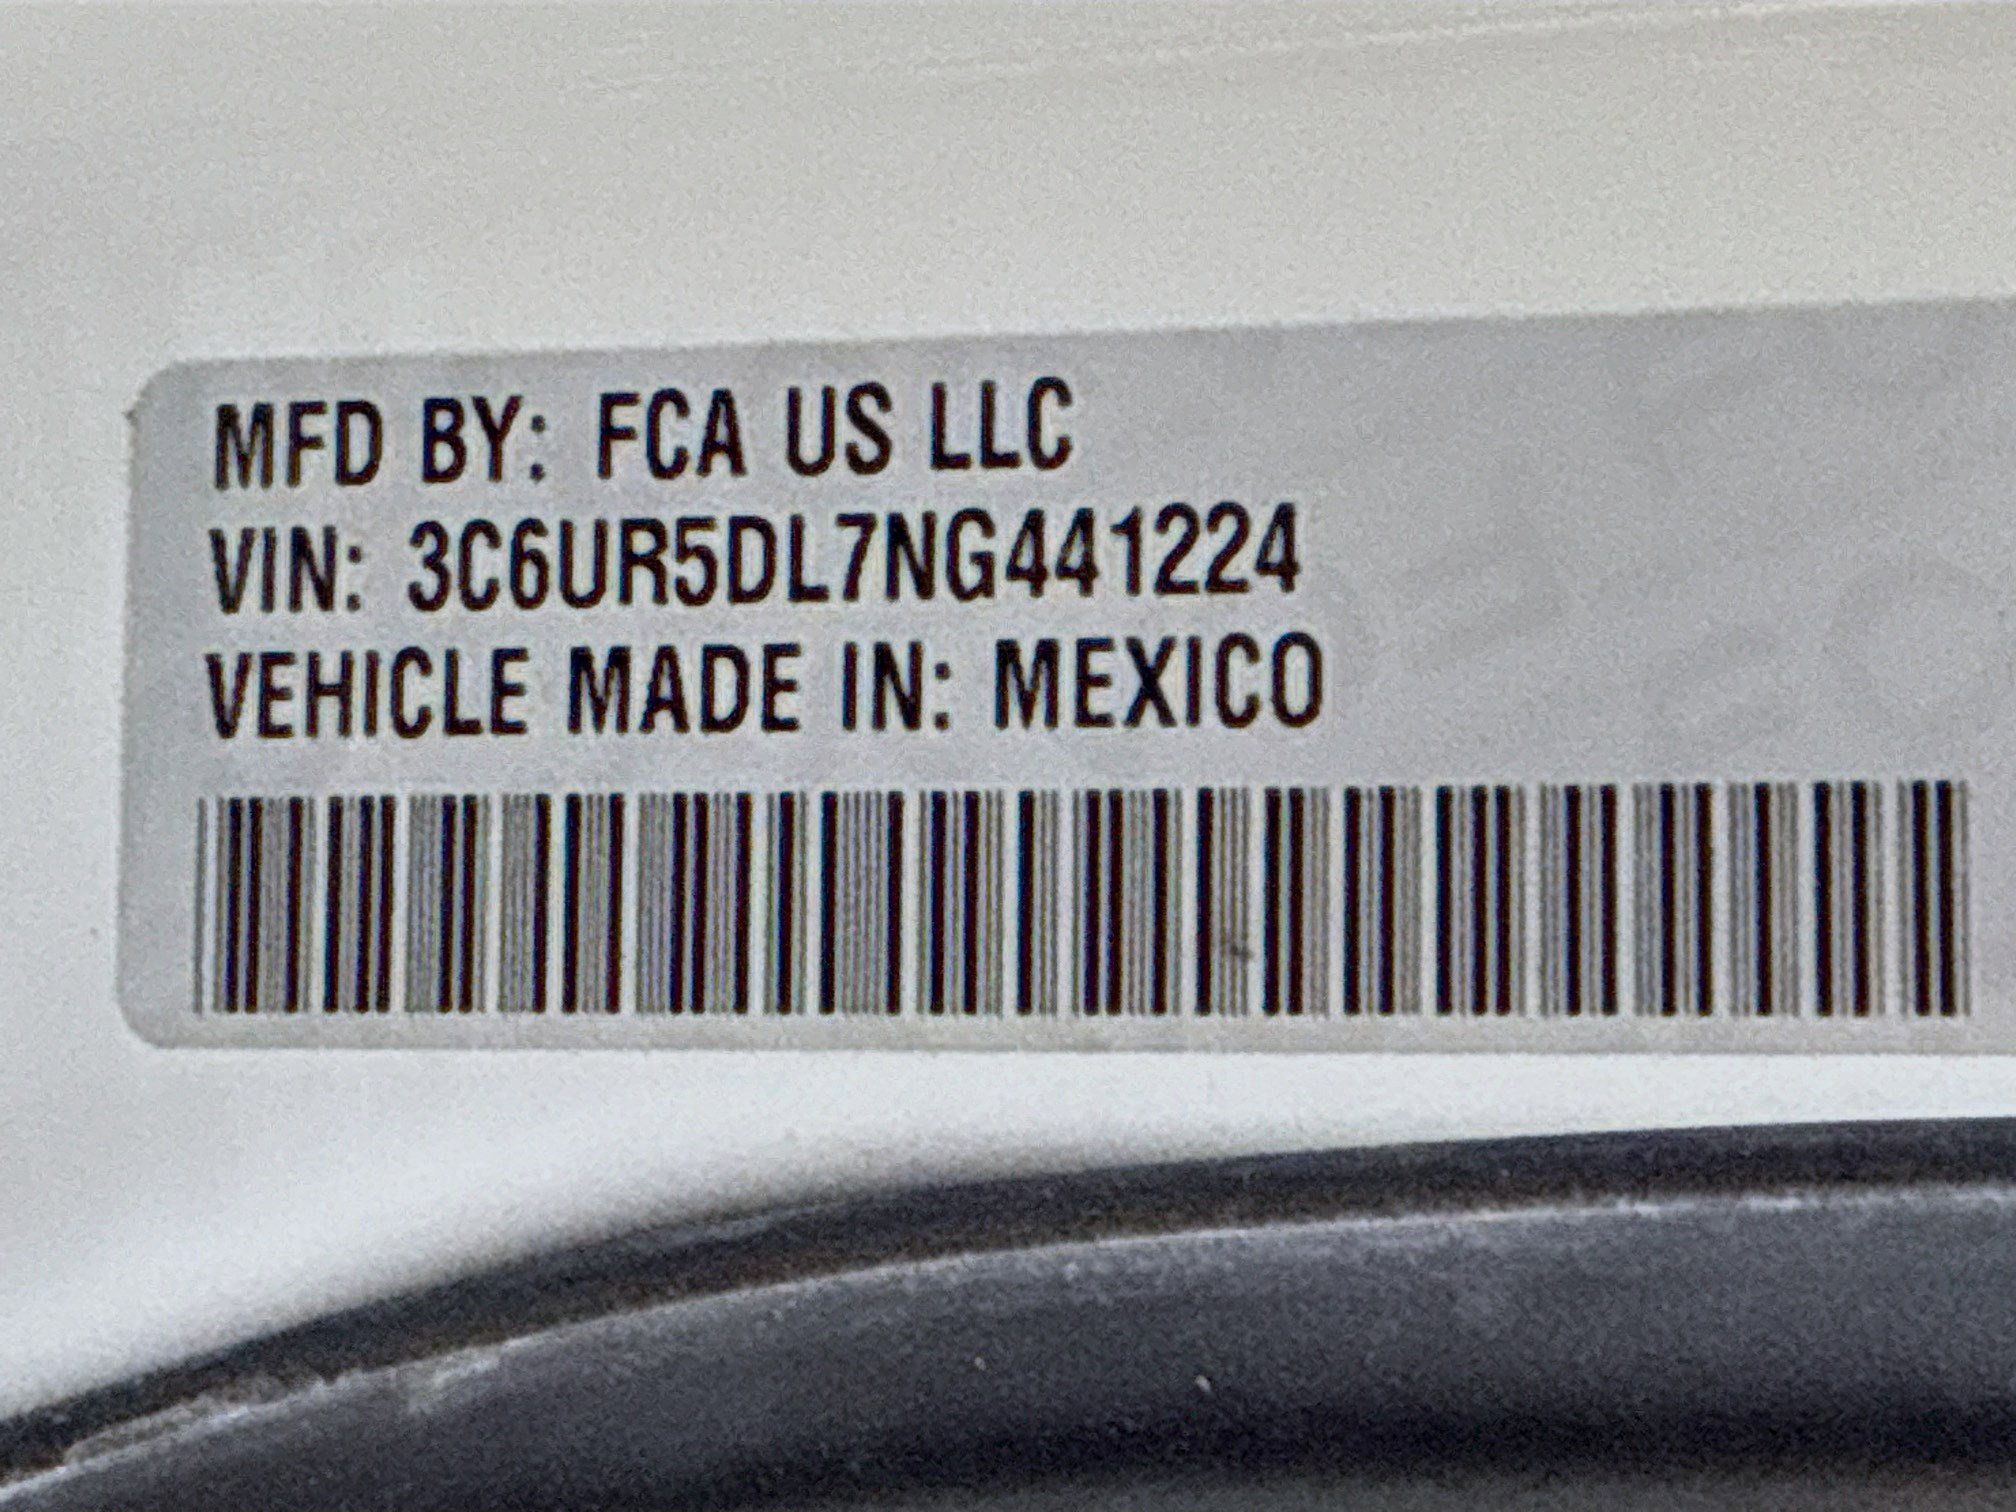 MFD BY: FCA US LLC
VIN: 3C6UR5DL7NG441224
VEHICLE MADE IN: MEXICO